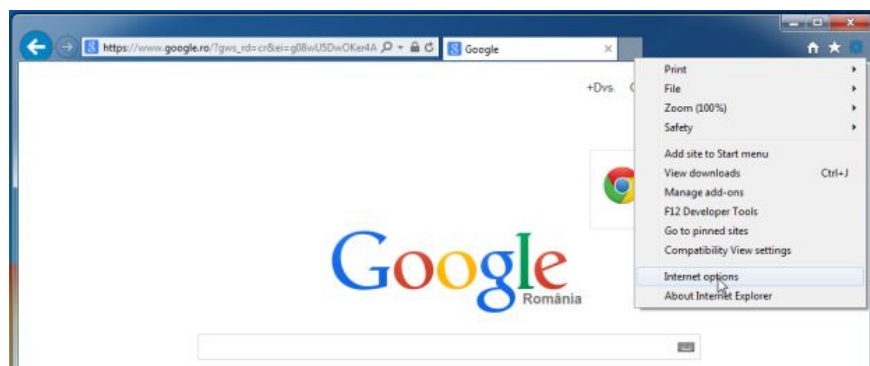 https://www.google.ro/?gws_rd=cr&ei=g08wU5DwOKer4A
Google
+Dvs.
Print
File
Zoom (100%)
Safety
Add site to Start menu
View downloads Ctrl+J
Manage add-ons
F12 Developer Tools
Go to pinned sites
Compatibility View settings
Internet options
About Internet Explorer
Google
România